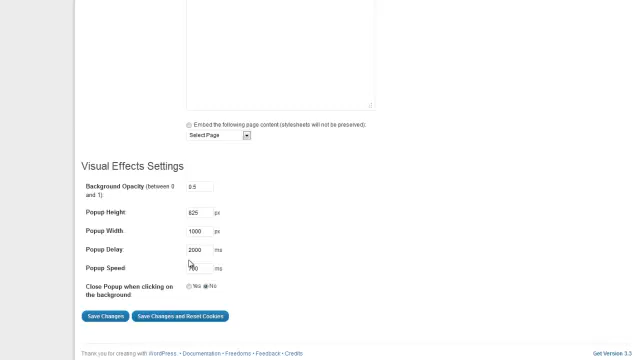 Embed the following page content (stylesheets will not be preserved):
Select Page
Visual Effects Settings
Background Opacity (between 0 and 1): 0.5
Popup Height: 825 px
Popup Width: 1000 px
Popup Delay: 2000 ms
Popup Speed: 700 ms
Close Popup when clicking on the background: Yes No
Save Changes Save Changes and Reset Cookies
Thank you for creating with WordPress. • Documentation • Freedoms • Feedback • Credits Get Version 3.3